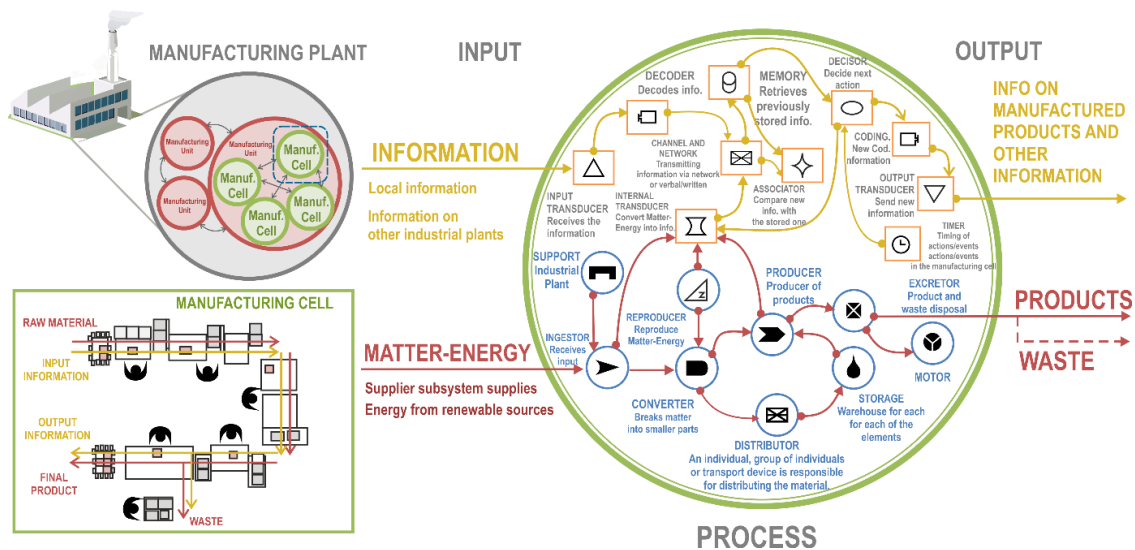 MANUFACTURING PLANT
Manufacturing
Unit
Manufacturing
Unit
Manufacturing
Unit
Manuf.
Cell
Manuf.
Cell
Manuf.
Cell
Manuf.
Cell
MANUFACTURING CELL
RAW MATERIAL
INPUT
INFORMATION
OUTPUT
INFORMATION
FINAL
PRODUCT
WASTE
INPUT
INFORMATION
Local information
Information on
other industrial plants
MATTER-ENERGY
Supplier subsystem supplies
Energy from renewable sources
DECODER
Decodes info.
MEMORY
Retrieves
previously
stored info.
DECISOR
Decide next
action
CODING.
New Cod.
nformation
CHANNEL AND
NETWORK
Transmitting
information via network
or verbal/written
ASSOCIATOR
Compare new
info. with
the stored one
INPUT
TRANSDUCER
Receives the
information
INTERNAL
TRANSDUCER
Convert Matter-
Energy into info.
OUTPUT
TRANSDUCER
Send new
information
TIMER
Timing of
actions/events
actions/events
in the manufacturing cell
SUPPORT
Industrial
Plant
INGESTOR
Receives
input
REPRODUCER
Reproduce
Matter-Energy
Z
PRODUCER
Producer of
products
EXCRETOR
Product and
waste disposal
MOTOR
CONVERTER
Breaks matter
into smaller parts
STORAGE
Warehouse for each
for each of the
elements
DISTRIBUTOR
An individual, group of individuals
or transport device is responsible
for distributing the material.
PROCESS
OUTPUT
INFO ON
MANUFACTURED
PRODUCTS AND
OTHER
INFORMATION
PRODUCTS
WASTE